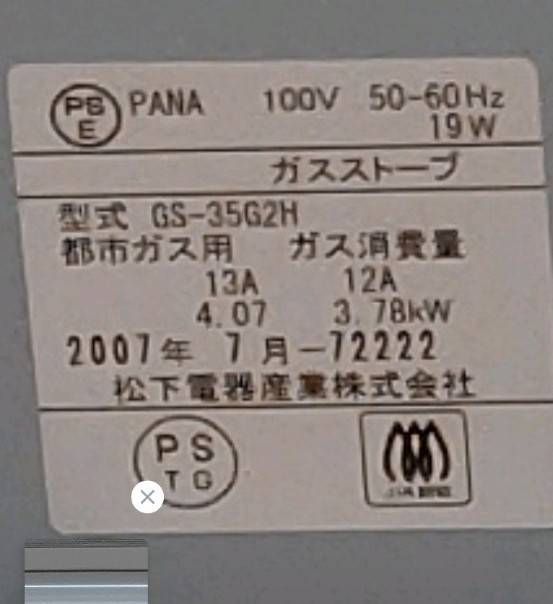 PS E PANA 100V 50-60Hz
19W
ガスストーブ
型式 GS-35G2H
都市ガス用 ガス消費量
13A 12A
4.07 3.78kW
2007年 7月-72222
松下電器産業株式会社
PS
TG